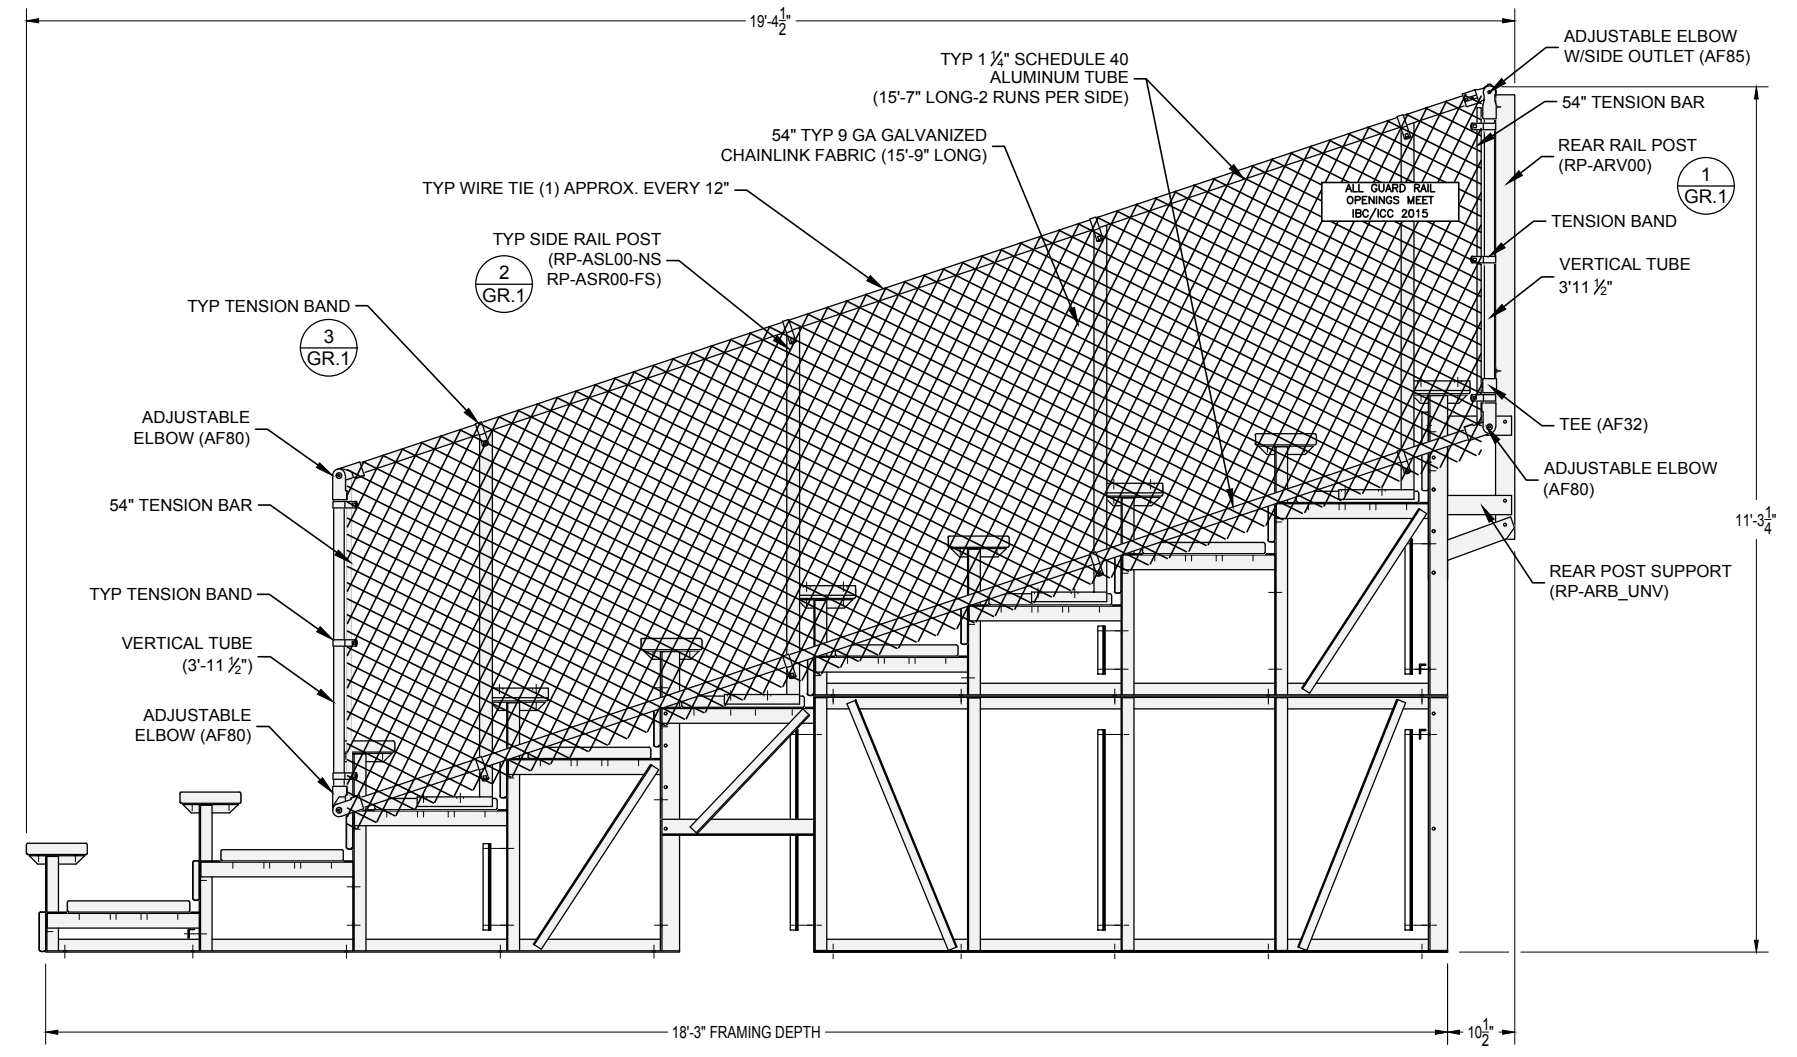 19'-4 1/2"
ADJUSTABLE ELBOW
W/SIDE OUTLET (AF85)
TYP 1 ¼" SCHEDULE 40
ALUMINUM TUBE
(15'-7" LONG-2 RUNS PER SIDE)
54" TENSION BAR
54" TYP 9 GA GALVANIZED
CHAINLINK FABRIC (15'-9" LONG)
REAR RAIL POST
(RP-ARV00)
1
GR.1
TYP WIRE TIE (1) APPROX. EVERY 12"
ALL GUARD RAIL
OPENINGS MEET
IBC/ICC 2015
TENSION BAND
TYP SIDE RAIL POST
(RP-ASL00-NS
RP-ASR00-FS)
2
GR.1
VERTICAL TUBE
3'11 ½"
TYP TENSION BAND
3
GR.1
ADJUSTABLE
ELBOW (AF80)
TEE (AF32)
ADJUSTABLE ELBOW
(AF80)
54" TENSION BAR
11'-3 1/4"
REAR POST SUPPORT
(RP-ARB_UNV)
TYP TENSION BAND
VERTICAL TUBE
(3'-11 ½")
ADJUSTABLE
ELBOW (AF80)
18'-3" FRAMING DEPTH
10 1/2"